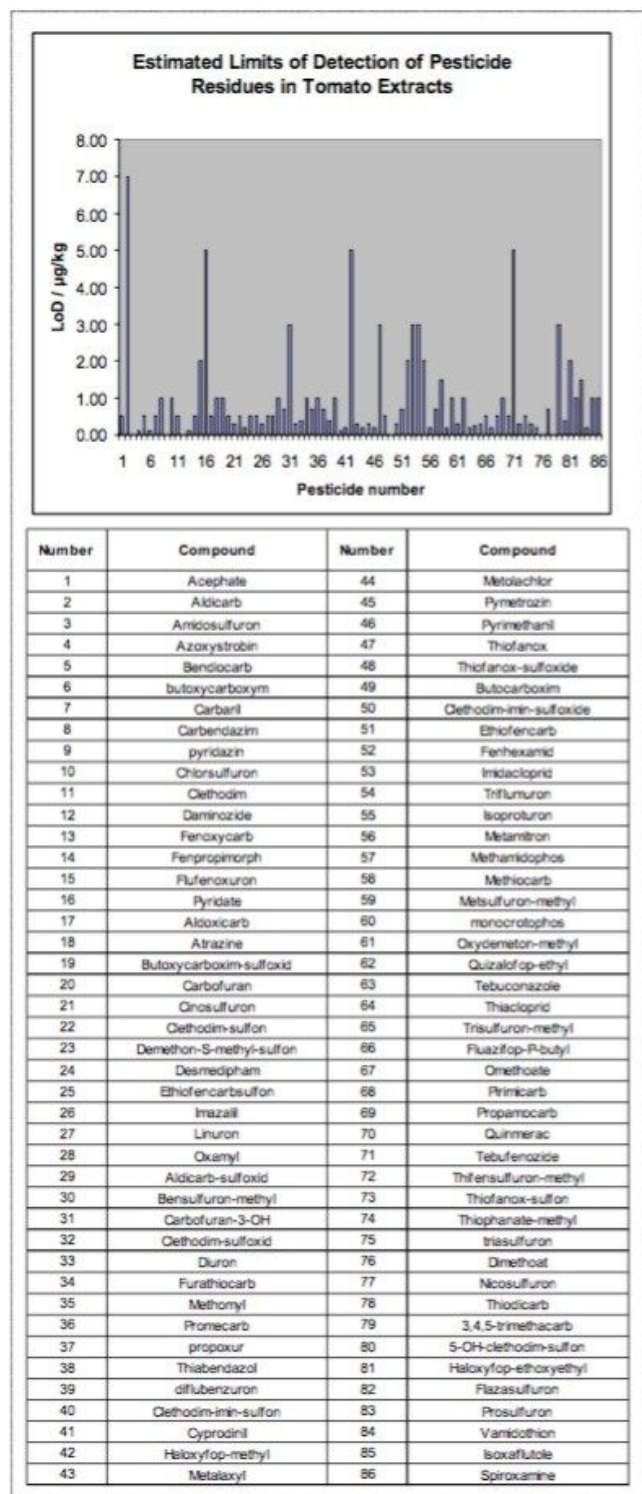 Estimated Limits of Detection of Pesticide
Residues in Tomato Extracts
8.00
7.00
6.00
5.00
4.00
3.00
2.00
1.00
0.00
LoD / µg/kg
1 6 11 16 21 26 31 36 41 46 51 56 61 66 71 76 81 86
Pesticide number
Number Compound Number Compound
1 Acephate 44 Metolachlor
2 Aldicarb 45 Pymetrozin
3 Amidosulfuron 46 Pyrimethanil
4 Azoxystrobin 47 Thiofanox
5 Bendiocarb 48 Thiofanox-sulfoxide
6 butoxycarboxym 49 Butocarboxim
7 Carbaril 50 Clethodim-imin-sulfoxide
8 Carbendazim 51 Ethiofencarb
9 pyridazin 52 Fenhexamid
10 Chlorsulfuron 53 Imidacloprid
11 Clethodim 54 Triflumuron
12 Daminozide 55 Isoproturon
13 Fenoxycarb 56 Metamitron
14 Fenpropimorph 57 Methamidophos
15 Flufenoxuron 58 Methiocarb
16 Pyridate 59 Metsulfuron-methyl
17 Aldoxicarb 60 monocrotophos
18 Atrazine 61 Oxydemeton-methyl
19 Butoxycarboxim-sulfoxid 62 Quizalofop-ethyl
20 Carbofuran 63 Tebuconazole
21 Cinosulfuron 64 Thiacloprid
22 Clethodim-sulfon 65 Trisulfuron-methyl
23 Demethon-S-methyl-sulfon 66 Fluazifop-P-butyl
24 Desmedipham 67 Omethoate
25 Ethiofencarbsulfon 68 Pirimicarb
26 Imazalil 69 Propamocarb
27 Linuron 70 Quinmerac
28 Oxamyl 71 Tebufenozide
29 Aldicarb-sulfoxid 72 Thifensulfuron-methyl
30 Bensulfuron-methyl 73 Thiofanox-sulfon
31 Carbofuran-3-OH 74 Thiophanate-methyl
32 Clethodim-sulfoxid 75 triasulfuron
33 Diuron 76 Dimethoat
34 Furathiocarb 77 Nicosulfuron
35 Methomyl 78 Thiodicarb
36 Promecarb 79 3,4,5-trimethacarb
37 propoxur 80 5-OH-clethodim-sulfon
38 Thiabendazol 81 Haloxyfop-ethoxyethyl
39 diflubenzuron 82 Flazasulfuron
40 Clethodim-imin-sulfon 83 Prosulfuron
41 Cyprodinil 84 Vamidothion
42 Haloxyfop-methyl 85 Isoxaflutole
43 Metalaxyl 86 Spiroxamine